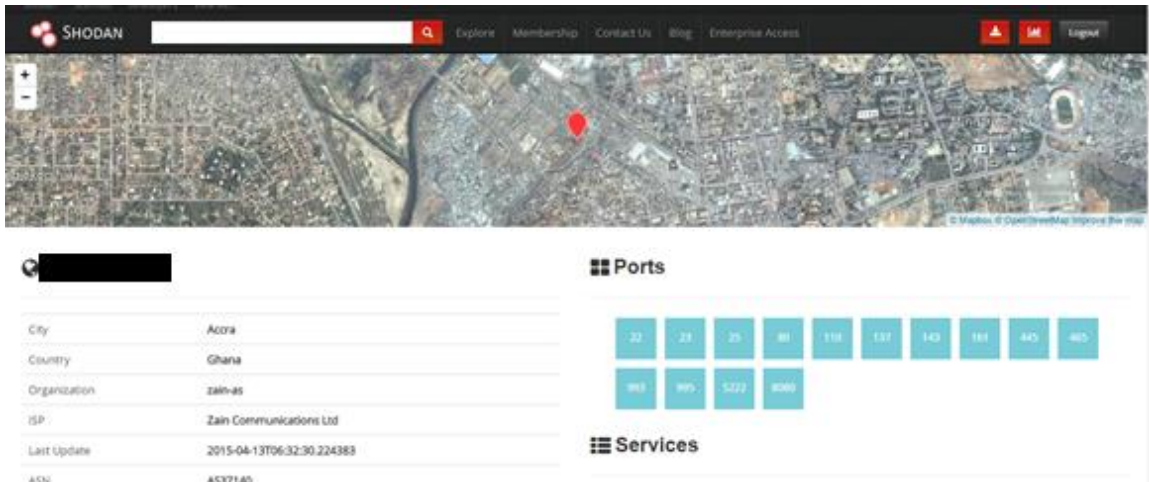 SHODAN
Explore Membership Contact Us Blog Enterprise Access Logout
+
-
© Mapbox © OpenStreetMap Improve this map
City Accra
Country Ghana
Organization zain-as
ISP Zain Communications Ltd
Last Update 2015-04-13T06:32:30.224383
ASN AS37140
Ports
22 23 25 80 110 137 143 161 445 465
993 995 5222 8080
Services